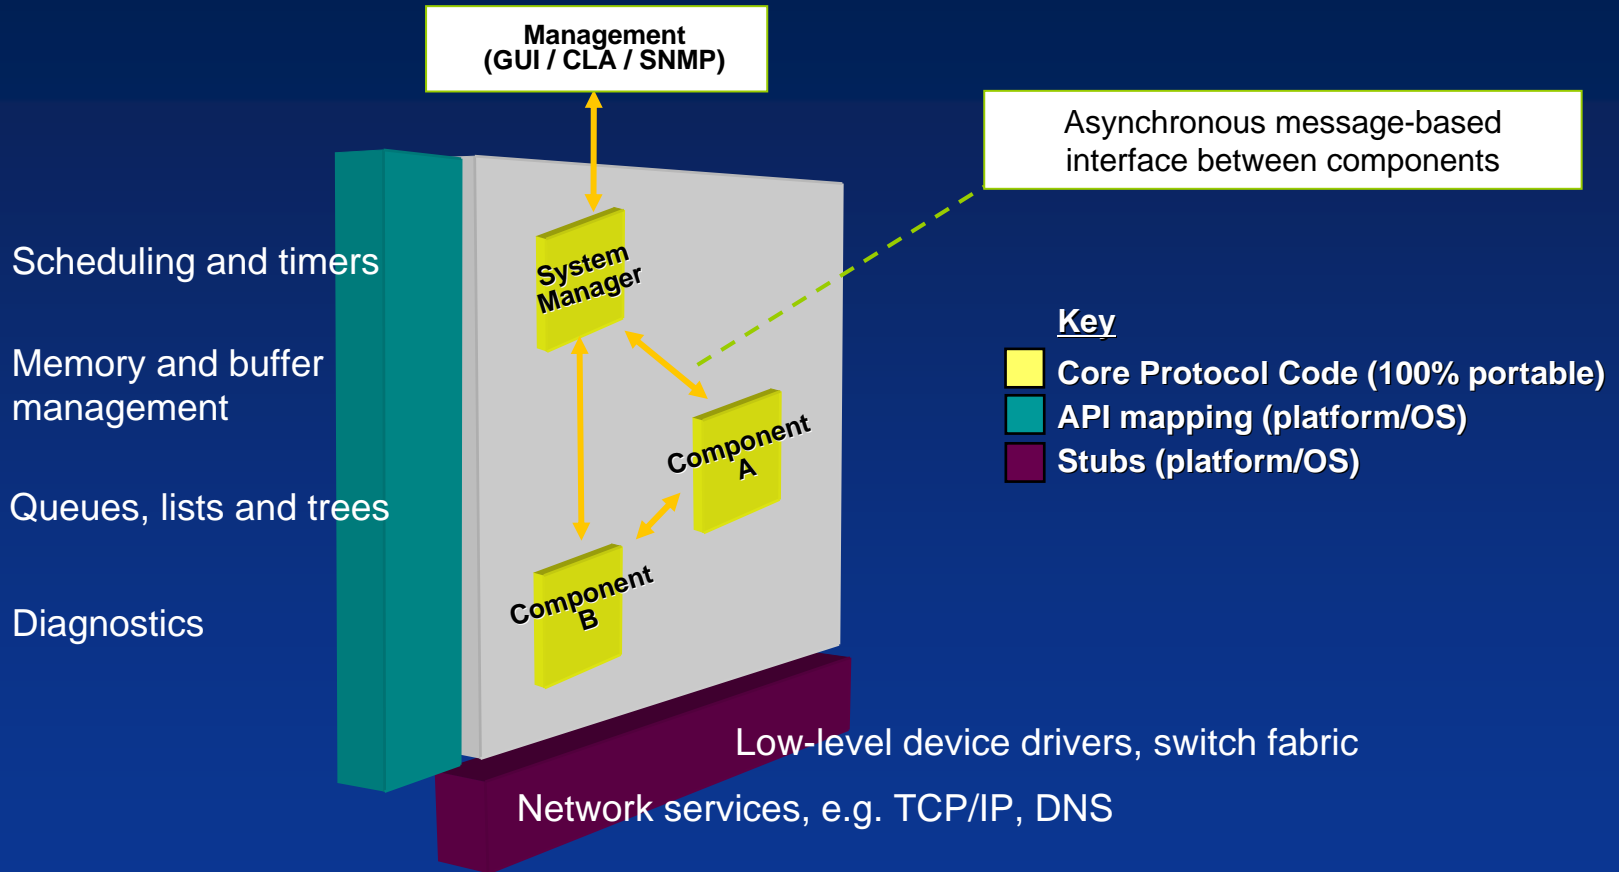 Management
(GUI / CLA / SNMP)
Asynchronous message-based
interface between components
Scheduling and timers
System
Manager
Key
Memory and buffer
management
Core Protocol Code (100% portable)
API mapping (platform/OS)
Stubs (platform/OS)
Component
A
Queues, lists and trees
Component
B
Diagnostics
Low-level device drivers, switch fabric
Network services, e.g. TCP/IP, DNS